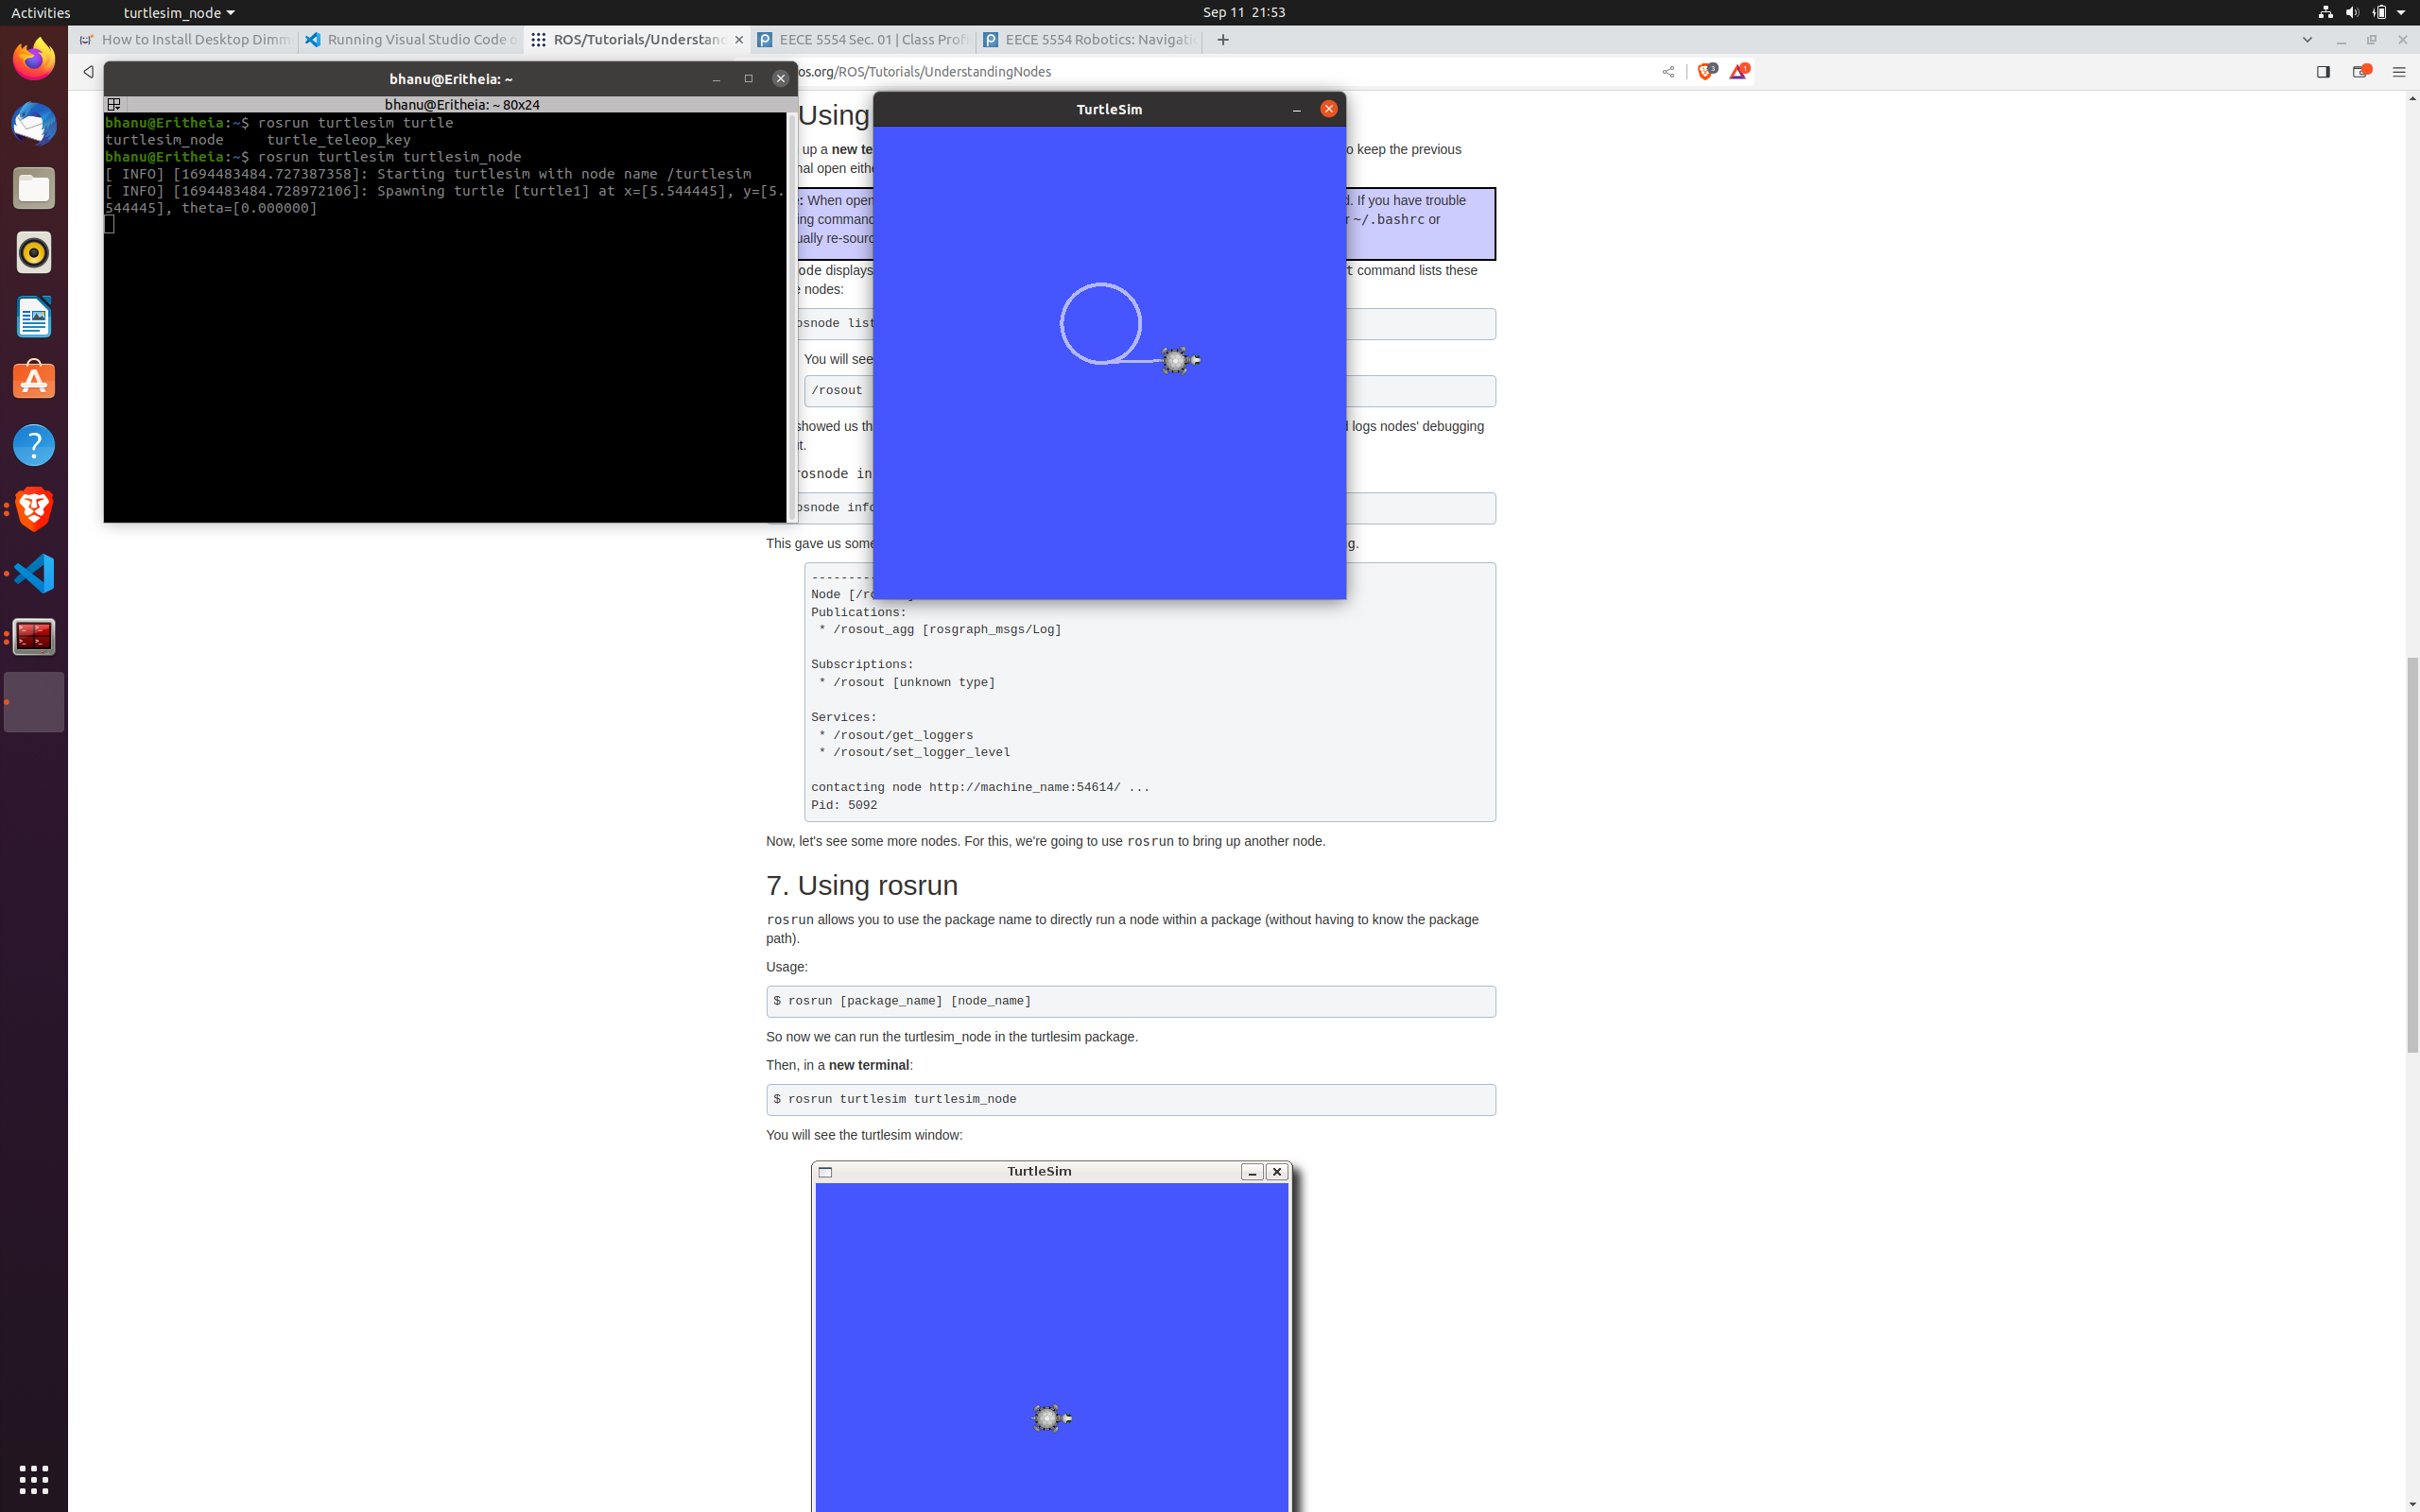 Activities
turtlesim_node
Sep 11 21:53
How to Install Desktop Dimm
Running Visual Studio Code o
ROS/Tutorials/Understand
EECE 5554 Sec. 01 | Class Profi
EECE 5554 Robotics: Navigati
os.org/ROS/Tutorials/UnderstandingNodes
3
1
bhanu@Eritheia: ~
bhanu@Eritheia: ~ 80x24
bhanu@Eritheia:~$ rosrun turtlesim turtle
turtlesim_node turtle_teleop_key
bhanu@Eritheia:~$ rosrun turtlesim turtlesim_node
[ INFO] [1694483484.727387358]: Starting turtlesim with node name /turtlesim
[ INFO] [1694483484.728972106]: Spawning turtle [turtle1] at x=[5.544445], y=[5.
544445], theta=[0.000000]
TurtleSim
Using
up a new te
o keep the previous
nal open eithe
: When open
d. If you have trouble
ing command
r ~/.bashrc or
ually re-sourc
ode displays
t command lists these
e nodes:
osnode list
You will see
/rosout
showed us th
d logs nodes' debugging
t.
rosnode in
osnode info
This gave us some
g.
----------
Node [/ro
Publications:
* /rosout_agg [rosgraph_msgs/Log]
Subscriptions:
* /rosout [unknown type]
Services:
* /rosout/get_loggers
* /rosout/set_logger_level
contacting node http://machine_name:54614/ ...
Pid: 5092
Now, let's see some more nodes. For this, we're going to use rosrun to bring up another node.
7. Using rosrun
rosrun allows you to use the package name to directly run a node within a package (without having to know the package
path).
Usage:
$ rosrun [package_name] [node_name]
So now we can run the turtlesim_node in the turtlesim package.
Then, in a new terminal:
$ rosrun turtlesim turtlesim_node
You will see the turtlesim window:
TurtleSim